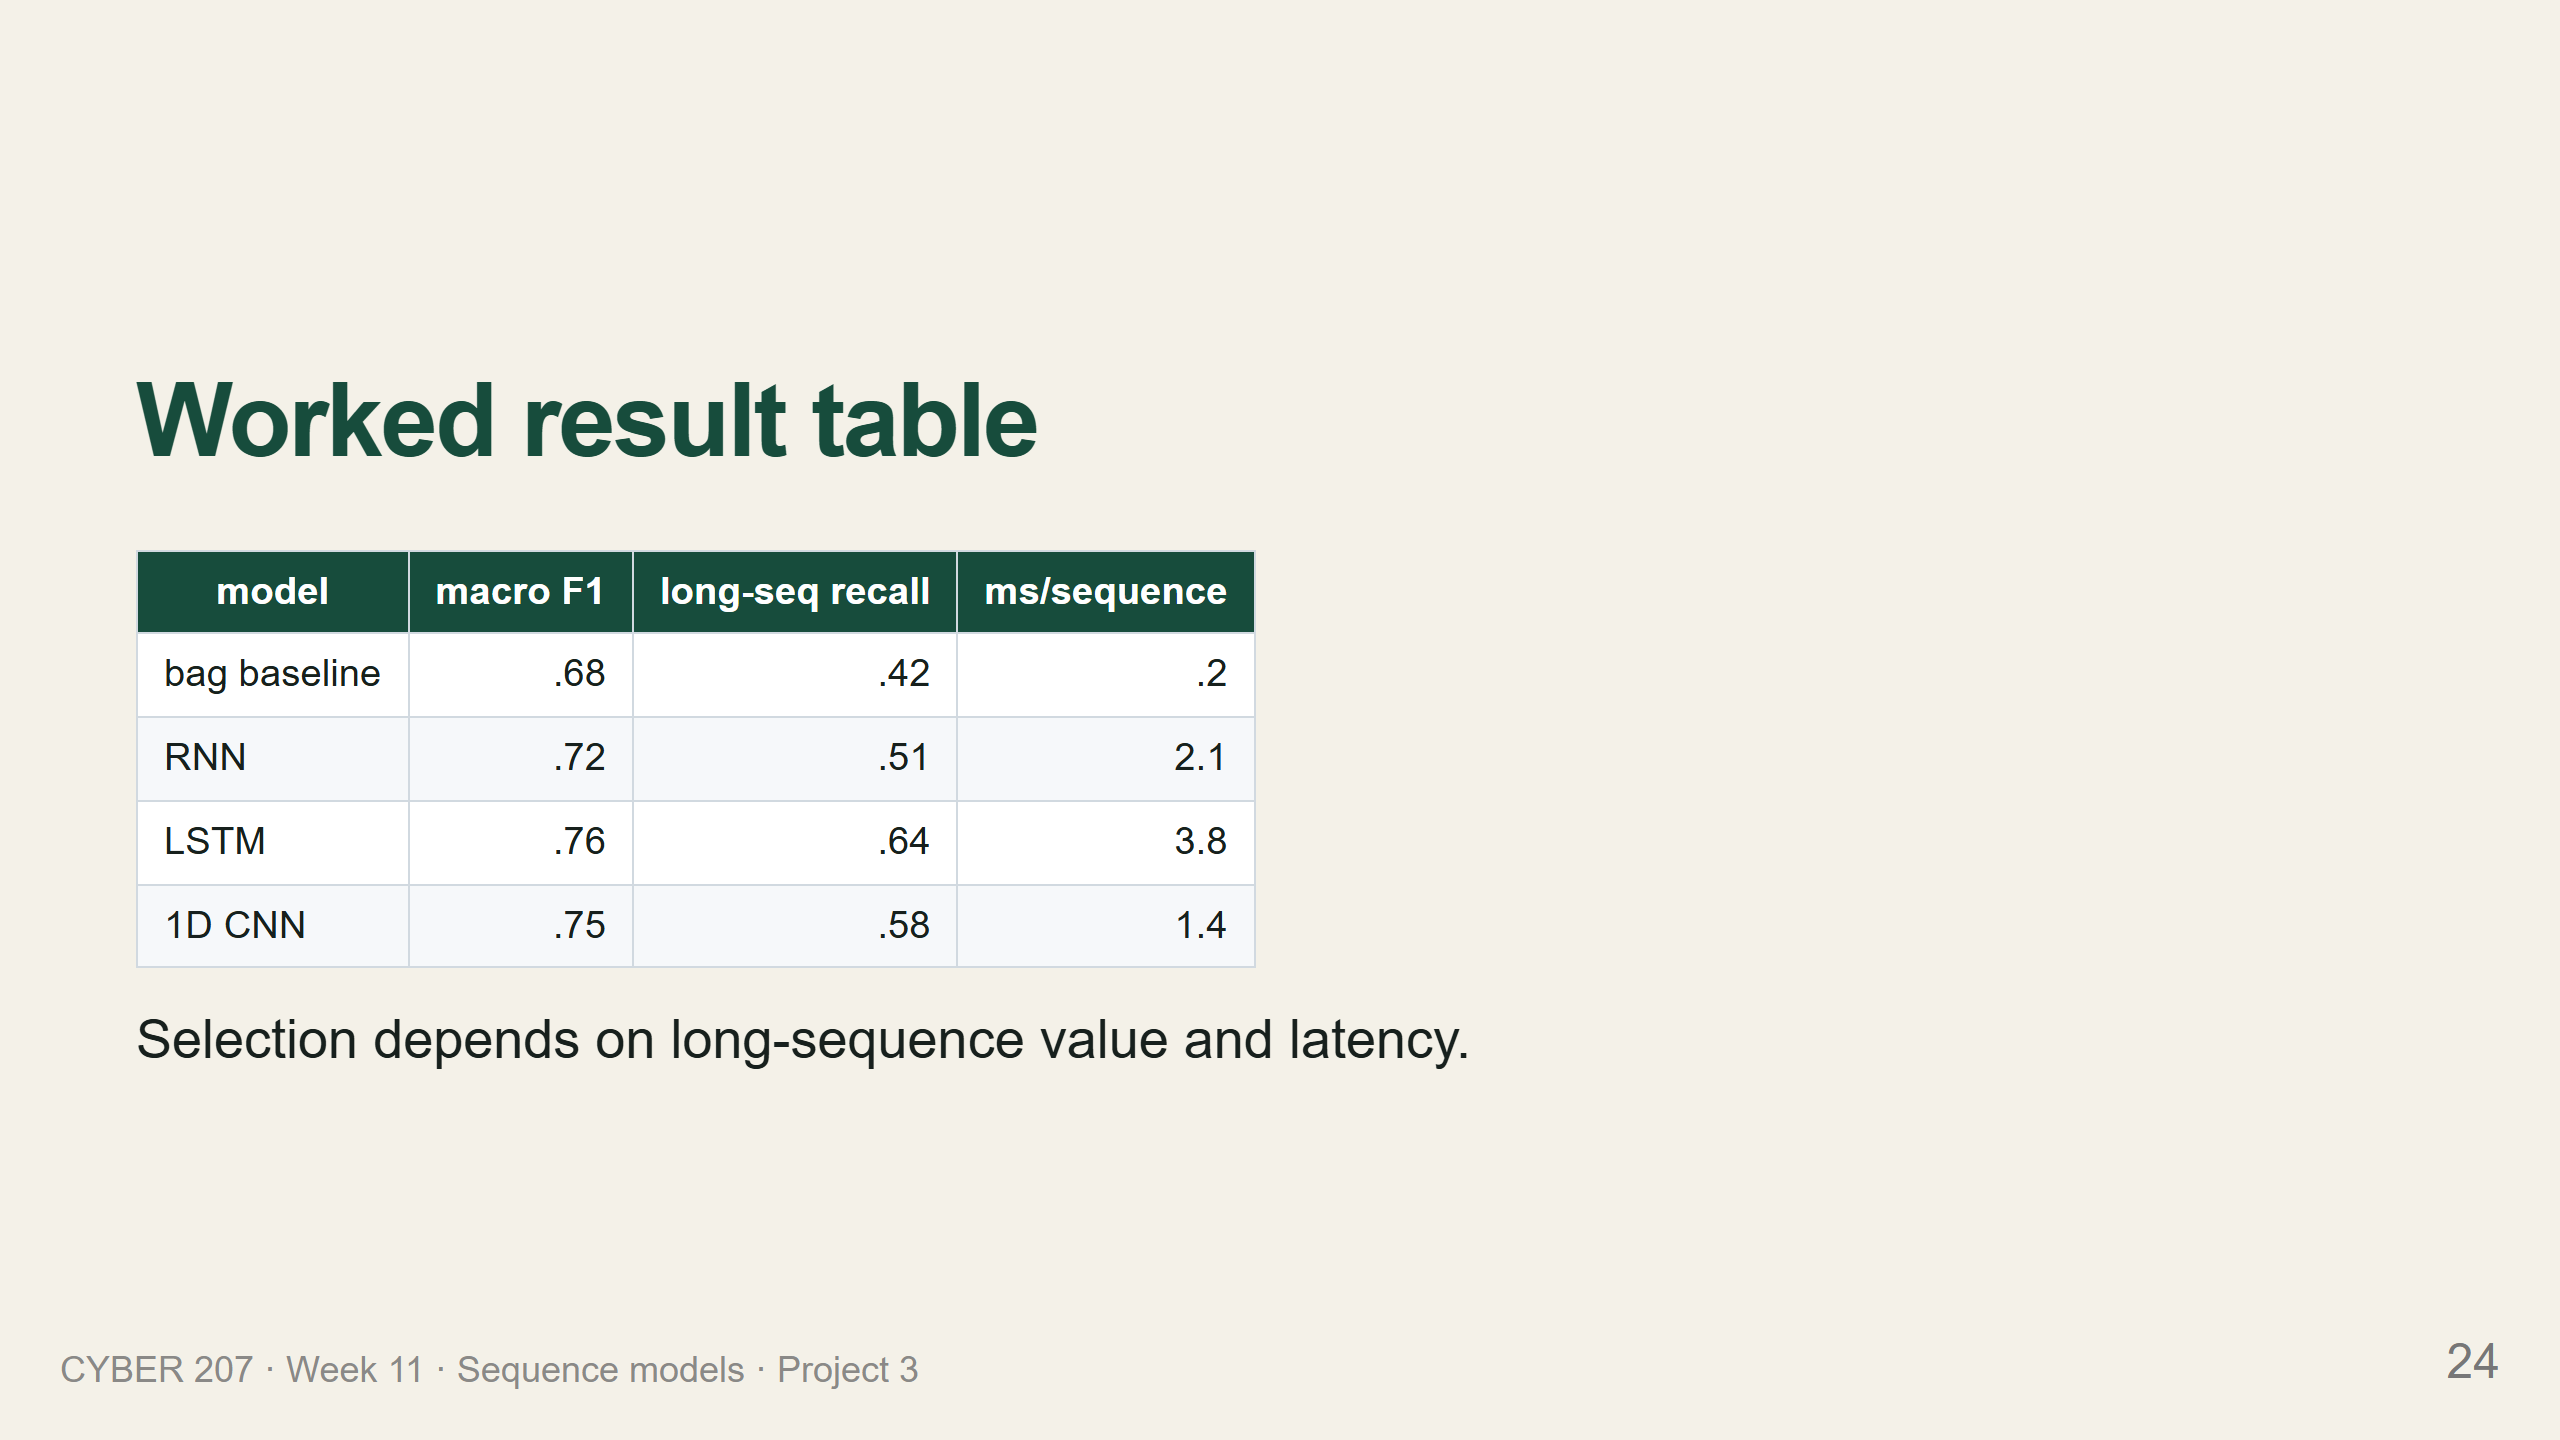 Worked result table
model macro F1 long-seq recall ms/sequence
bag baseline .68 .42 .2
RNN .72 .51 2.1
LSTM .76 .64 3.8
1D CNN .75 .58 1.4
Selection depends on long-sequence value and latency.
CYBER 207 · Week 11 · Sequence models · Project 3
24